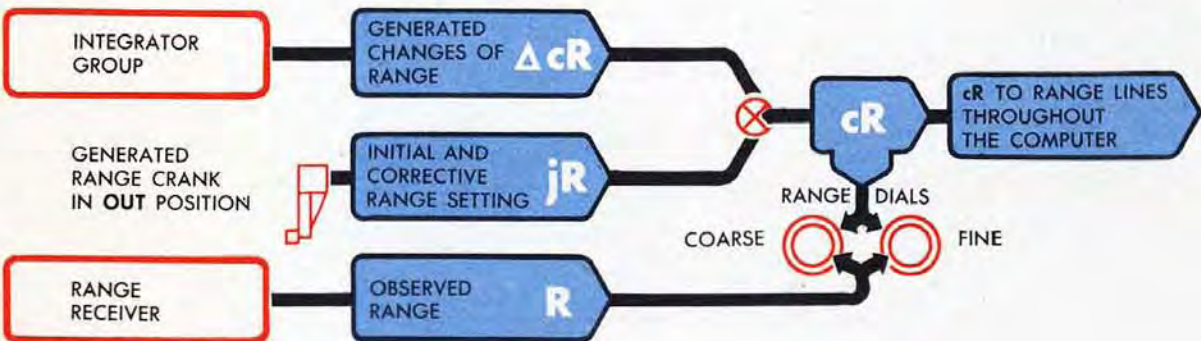 INTEGRATOR
GROUP
GENERATED
CHANGES OF
RANGE
Δ cR
GENERATED
RANGE CRANK
IN OUT POSITION
INITIAL AND
CORRECTIVE
RANGE SETTING
jR
cR
cR TO RANGE LINES
THROUGHOUT
THE COMPUTER
RANGE DIALS
COARSE
FINE
RANGE
RECEIVER
OBSERVED
RANGE
R